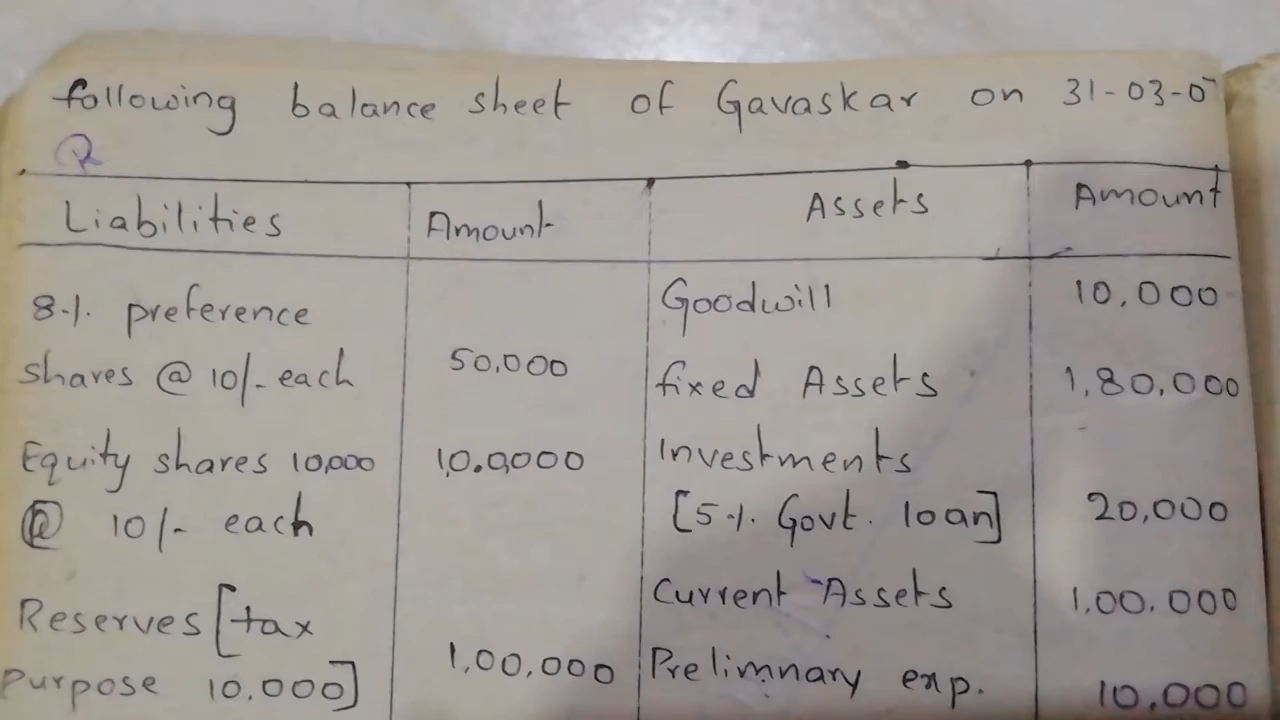 following balance sheet of Gavaskar on 31-03-0
Liabilities Amount Assets Amount
8% preference Goodwill 10,000
shares @ 10/- each 50,000 fixed Assets 1,80,000
Equity shares 10,000 10,0,000 Investments
@ 10/- each [5% Govt. loan] 20,000
Current Assets 1,00,000
Reserves [tax
Purpose 10,000] 1,00,000 Prelimnary exp. 10,000